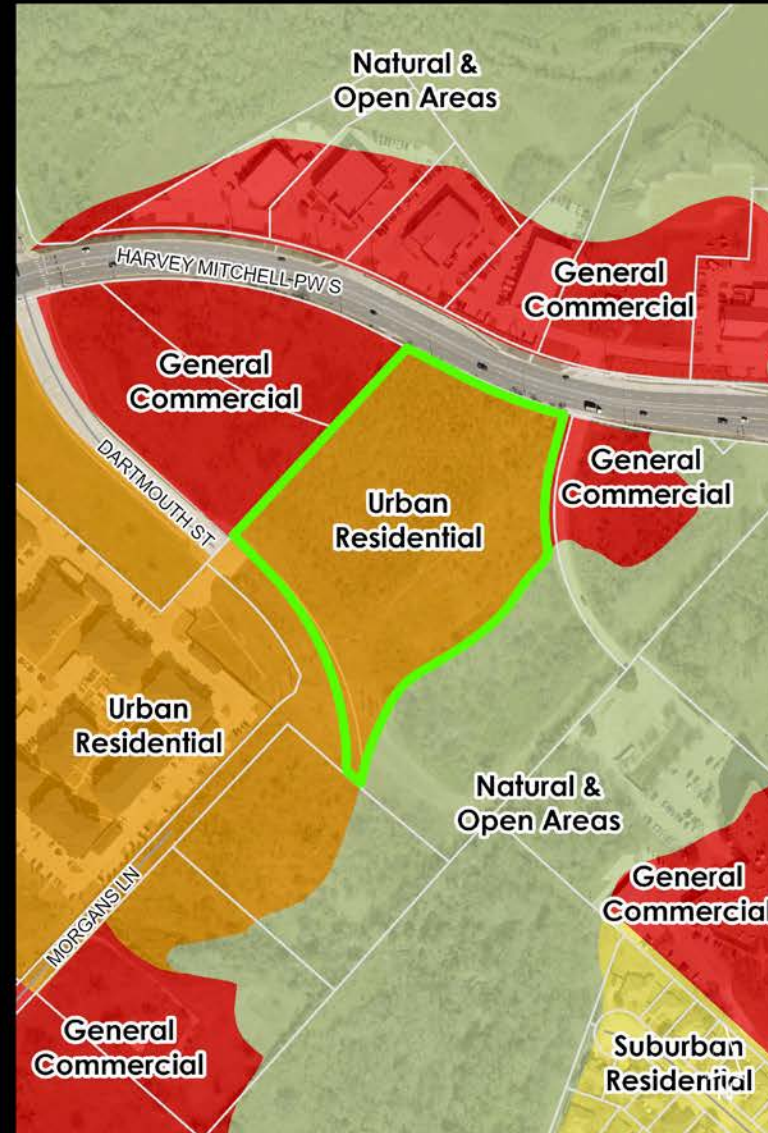 Natural &
Open Areas
HARVEY MITCHELL PW S
General
Commercial
General
Commercial
DARTMOUTH ST
General
Commercial
Urban
Residential
Urban
Residential
Natural &
Open Areas
General
Commercial
MORGANS LN
General
Commercial
Suburban
Residential